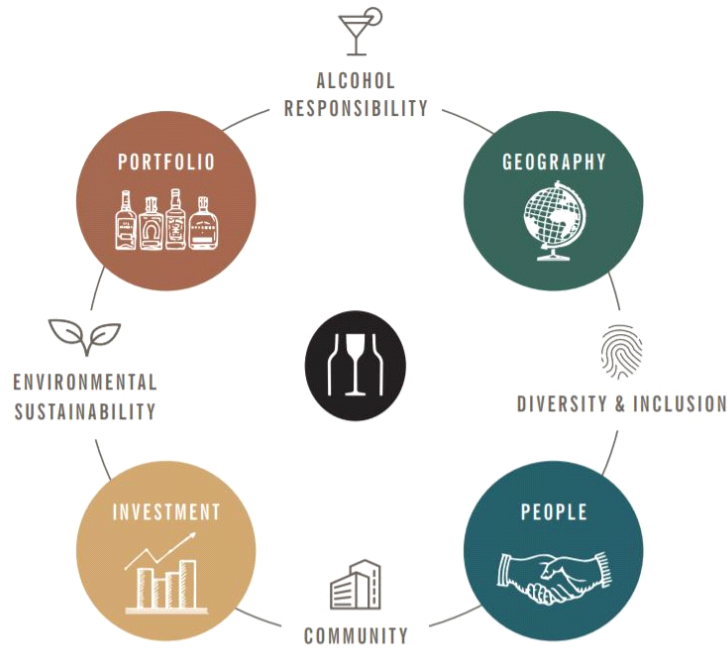 ALCOHOL
RESPONSIBILITY
PORTFOLIO
GEOGRAPHY
ENVIRONMENTAL
SUSTAINABILITY
DIVERSITY & INCLUSION
INVESTMENT
PEOPLE
COMMUNITY